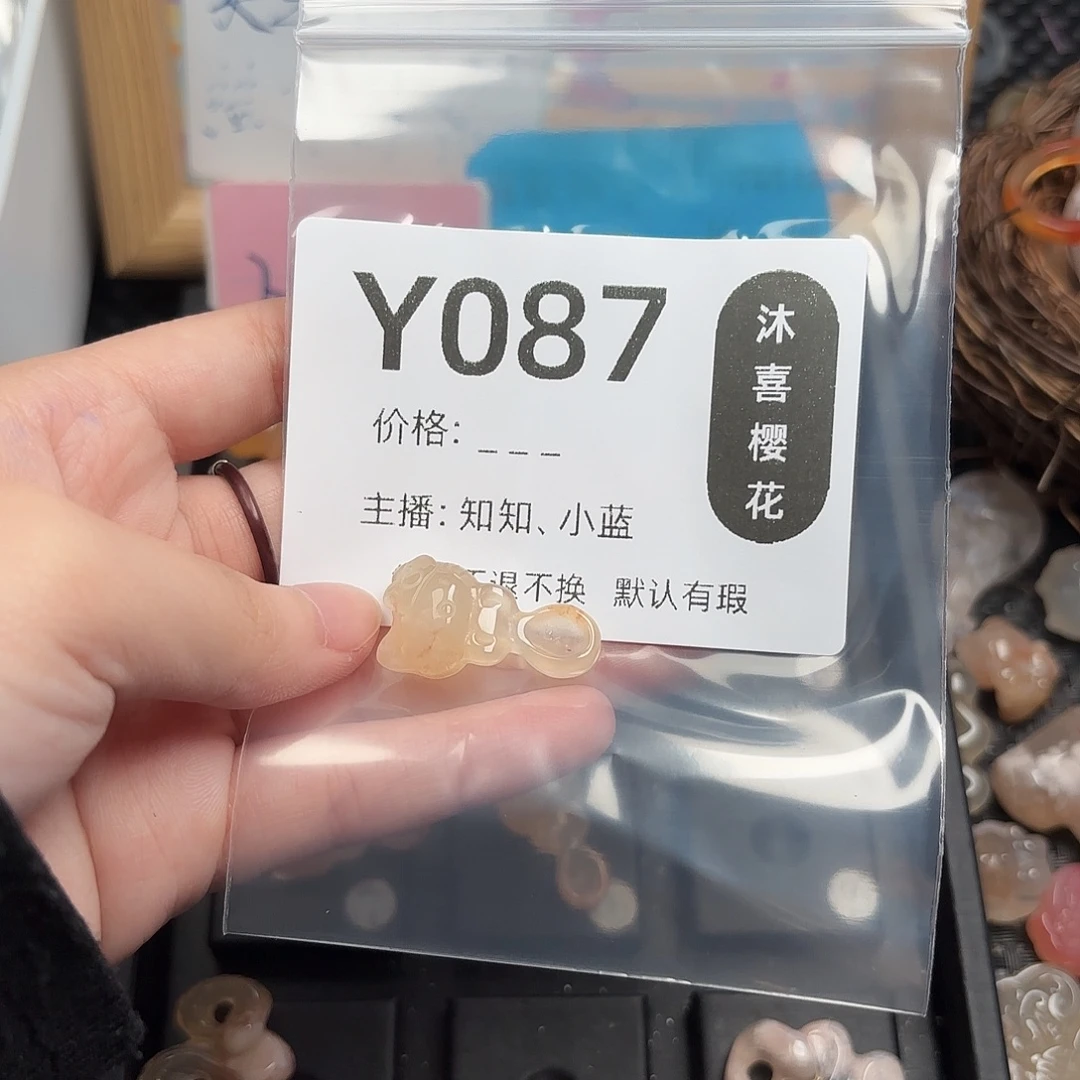 Y087
价格: _ _ _
主播: 知知、小蓝
退不换 默认有瑕
沐喜樱花